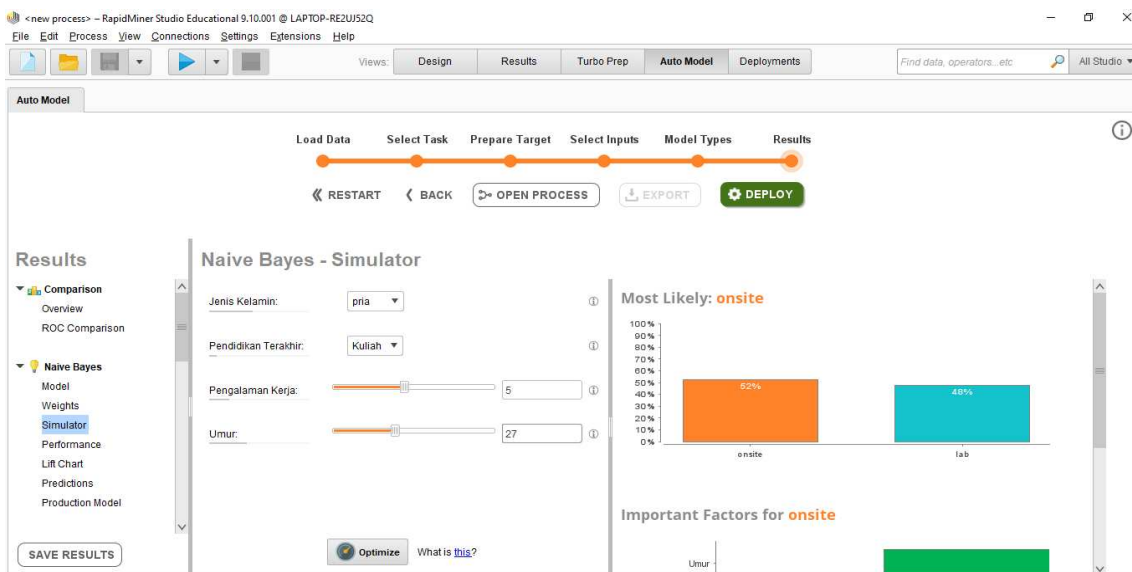 <new process> – RapidMiner Studio Educational 9.10.001 @ LAPTOP-RE2UJ52Q
File Edit Process View Connections Settings Extensions Help
Views: Design Results Turbo Prep Auto Model Deployments Find data, operators...etc All Studio
Auto Model
Load Data Select Task Prepare Target Select Inputs Model Types Results
RESTART BACK OPEN PROCESS EXPORT DEPLOY
Results
Comparison
Overview
ROC Comparison
Naive Bayes
Model
Weights
Simulator
Performance
Lift Chart
Predictions
Production Model
SAVE RESULTS
Naive Bayes - Simulator
Jenis Kelamin: pria
Pendidikan Terakhir: Kuliah
Pengalaman Kerja: 5
Umur: 27
Optimize What is this?
Most Likely: onsite
100 %
90 %
80 %
70 %
60 %
50 %
40 %
30 %
20 %
10 %
0 %
52% 48%
onsite lab
Important Factors for onsite
Umur